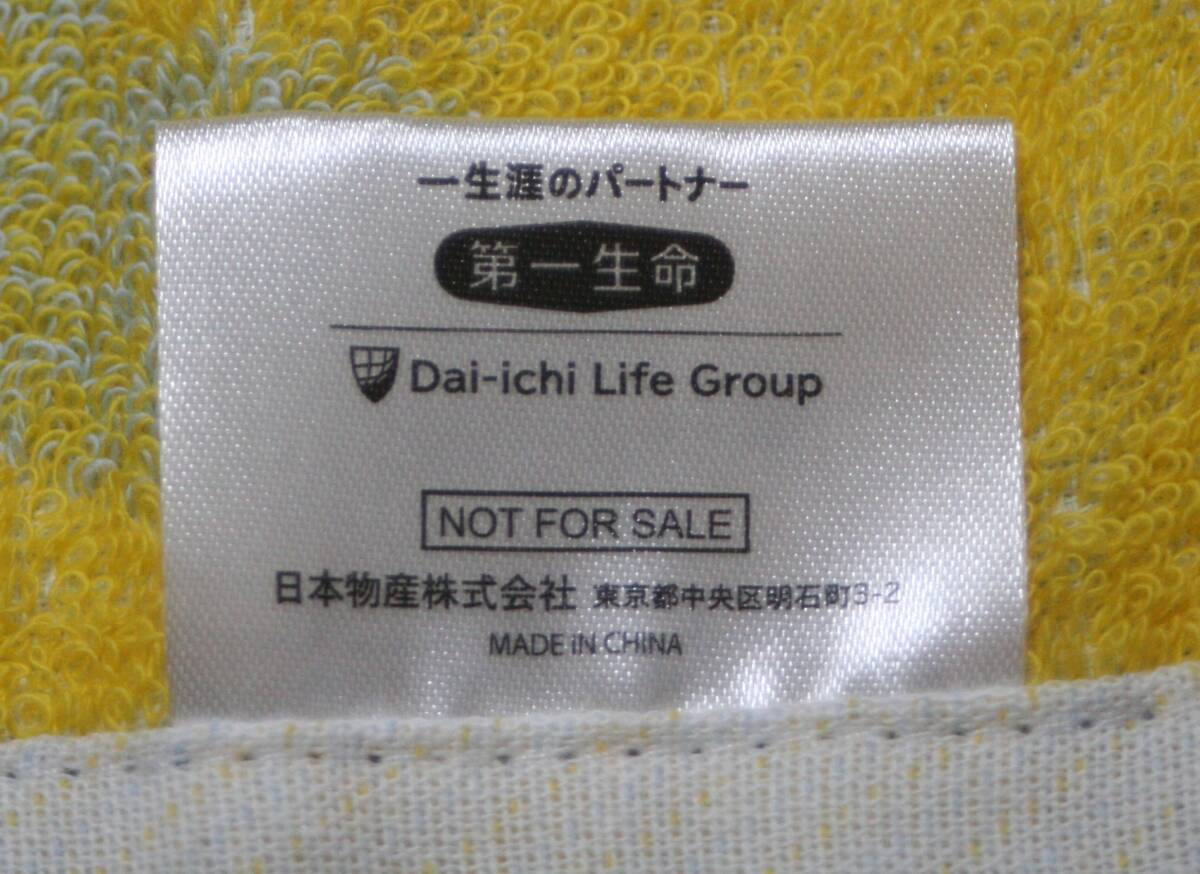 一生涯のパートナー
第一生命
Dai-ichi Life Group
NOT FOR SALE
日本物産株式会社 東京都中央区明石町3-2
MADE iN CHINA